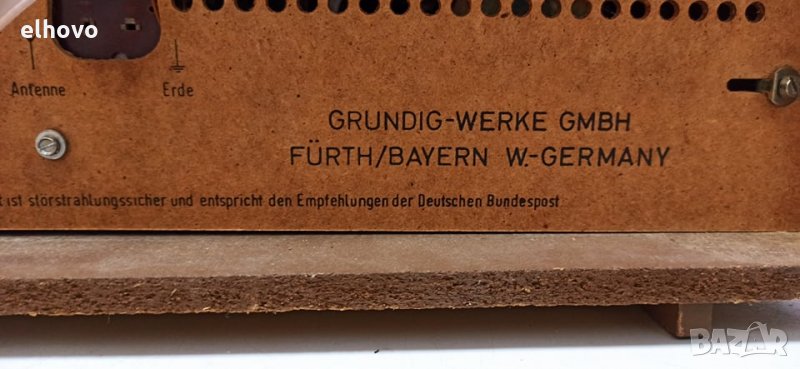 elhovo
Antenne
Erde
GRUNDIG-WERKE GMBH
FÜRTH/BAYERN W.-GERMANY
ist störstrahlungssicher und entspricht den Empfehlungen der Deutschen Bundespost
BAZAR